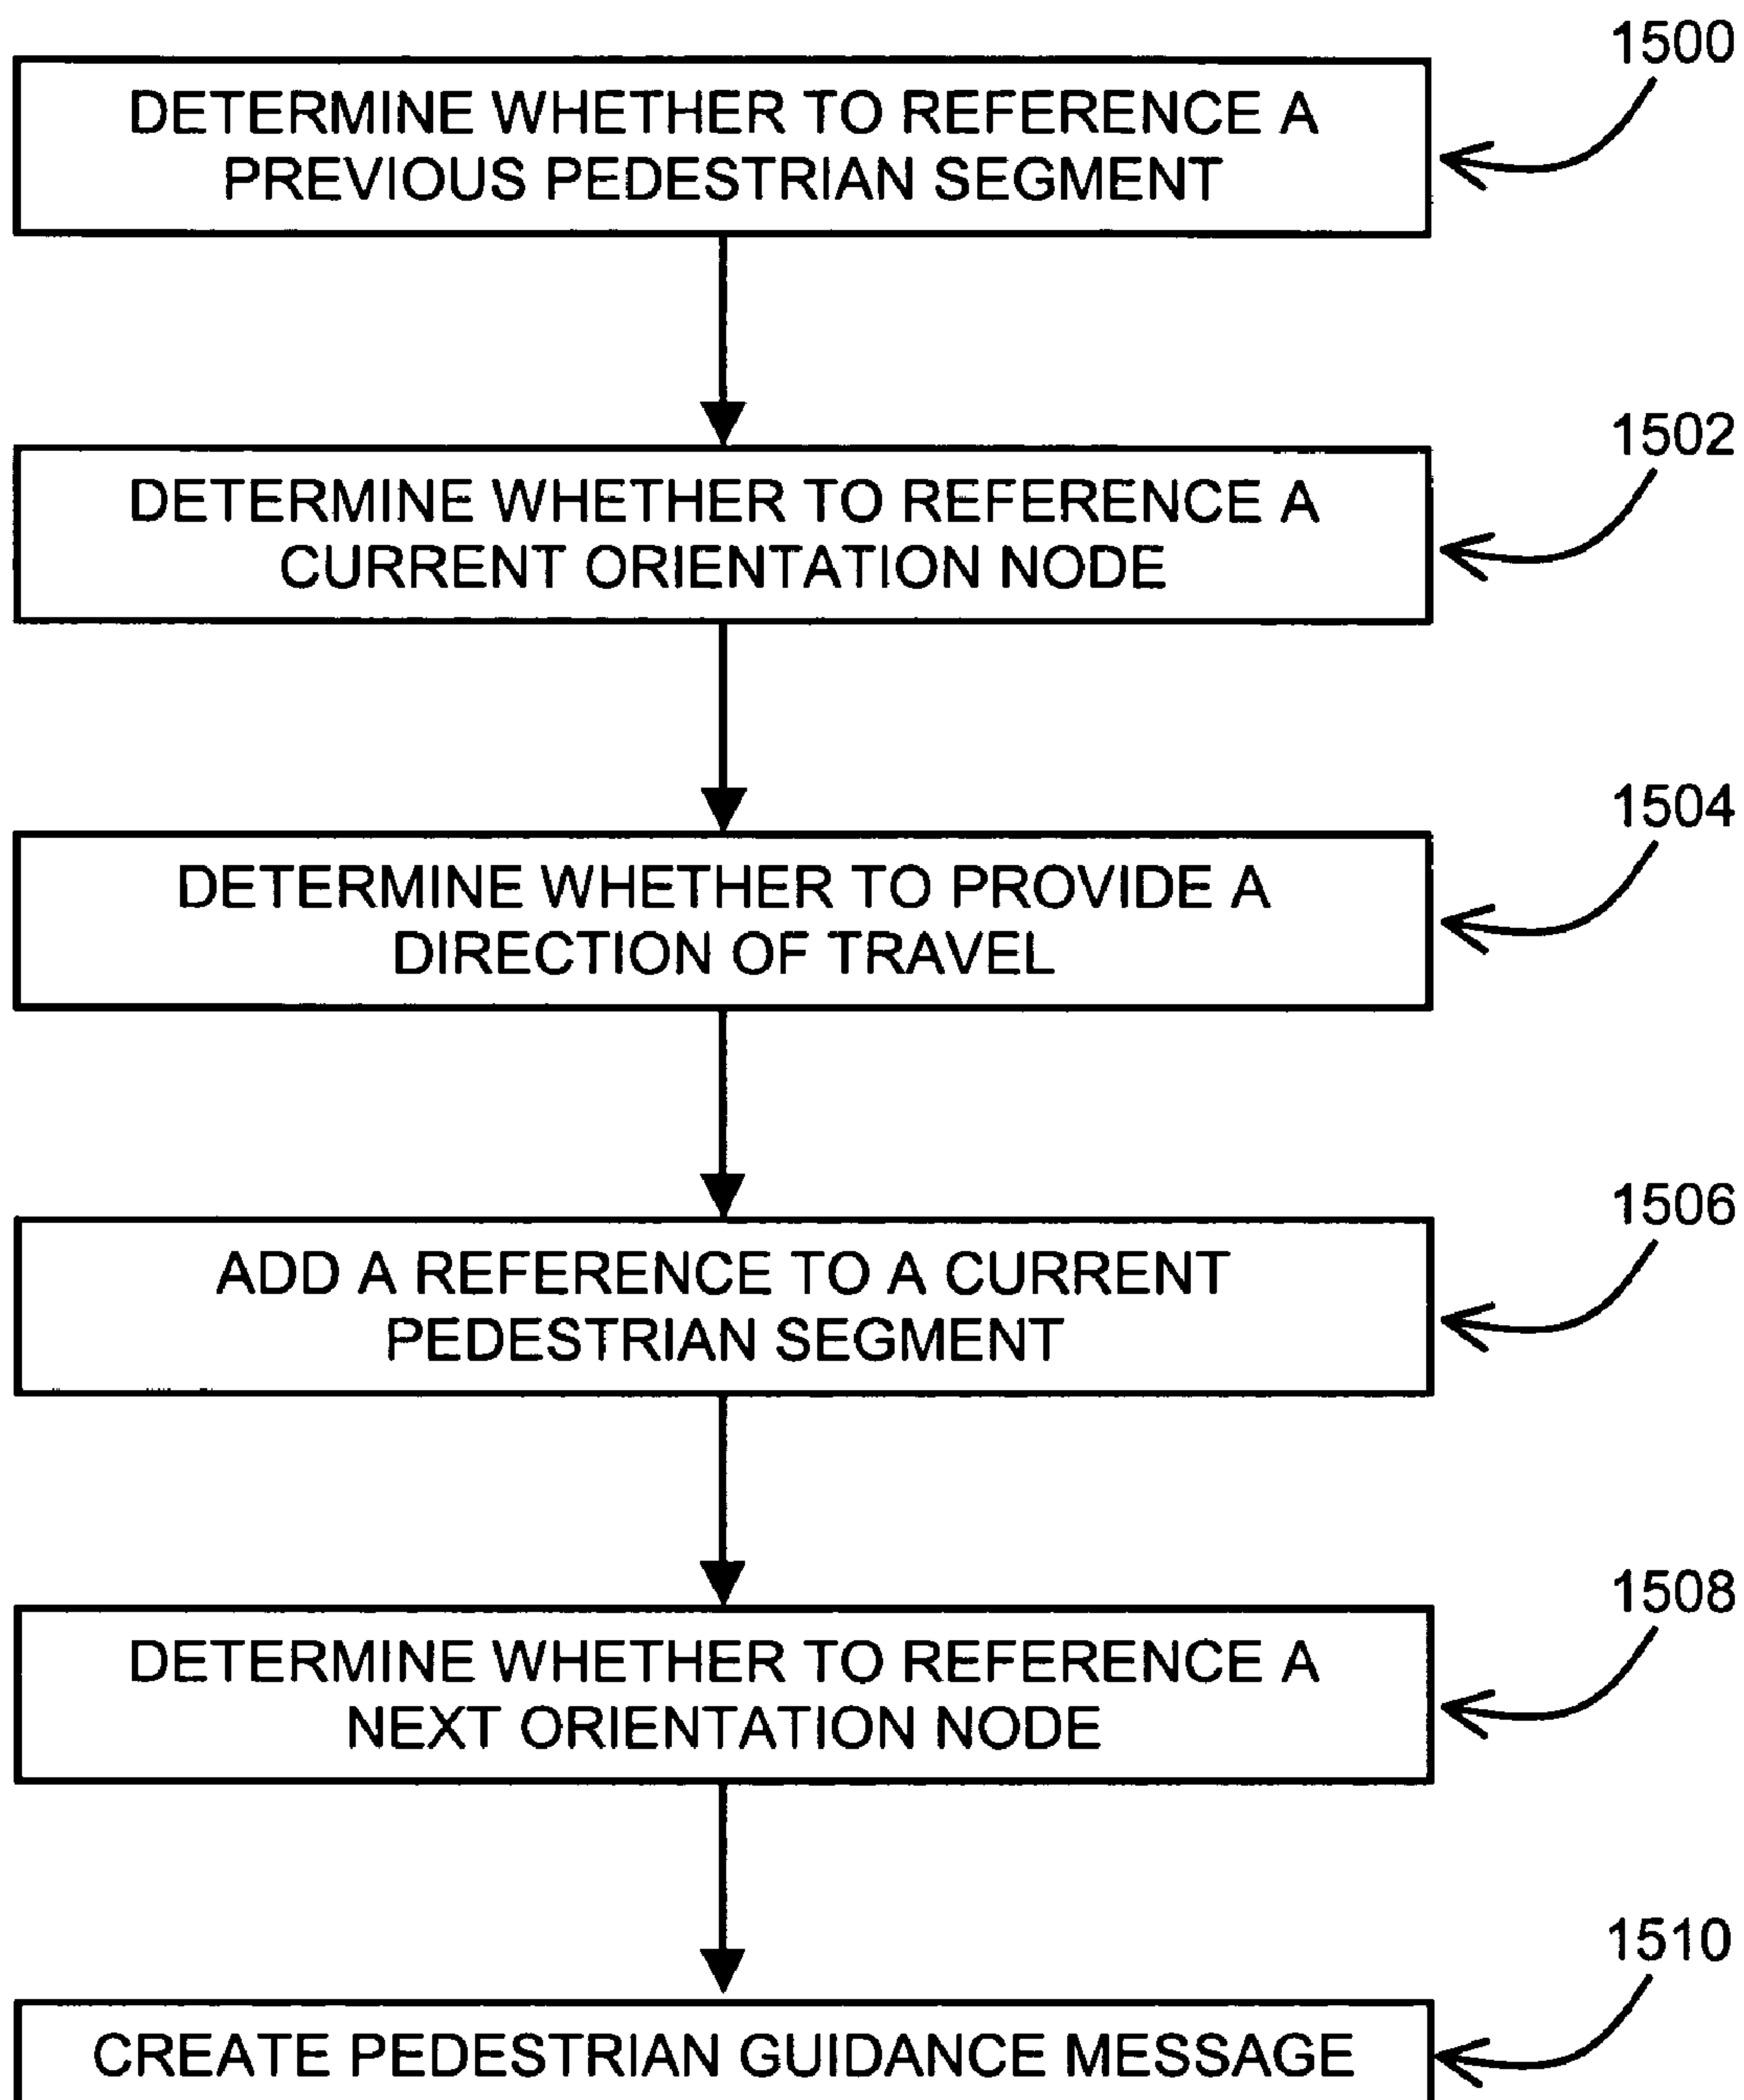 1500
DETERMINE WHETHER TO REFERENCE A
PREVIOUS PEDESTRIAN SEGMENT
1502
DETERMINE WHETHER TO REFERENCE A
CURRENT ORIENTATION NODE
1504
DETERMINE WHETHER TO PROVIDE A
DIRECTION OF TRAVEL
1506
ADD A REFERENCE TO A CURRENT
PEDESTRIAN SEGMENT
1508
DETERMINE WHETHER TO REFERENCE A
NEXT ORIENTATION NODE
1510
CREATE PEDESTRIAN GUIDANCE MESSAGE